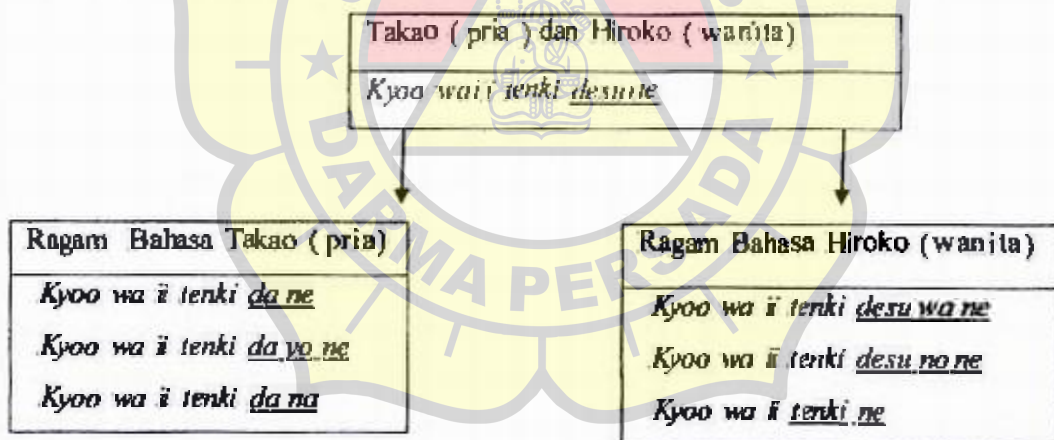 Takao ( pria ) dan Hiroko ( wanita)
Kyoo wa ii tenki desu ne
Ragam Bahasa Takao ( pria)
Kyoo wa ii tenki da ne
Kyoo wa ii tenki da yo ne
Kyoo wa ii tenki da na
Ragam Bahasa Hiroko (wanita)
Kyoo wa ii tenki desu wa ne
Kyoo wa ii tenki desu no ne
Kyoo wa ii tenki ne
DARMA PERSADA